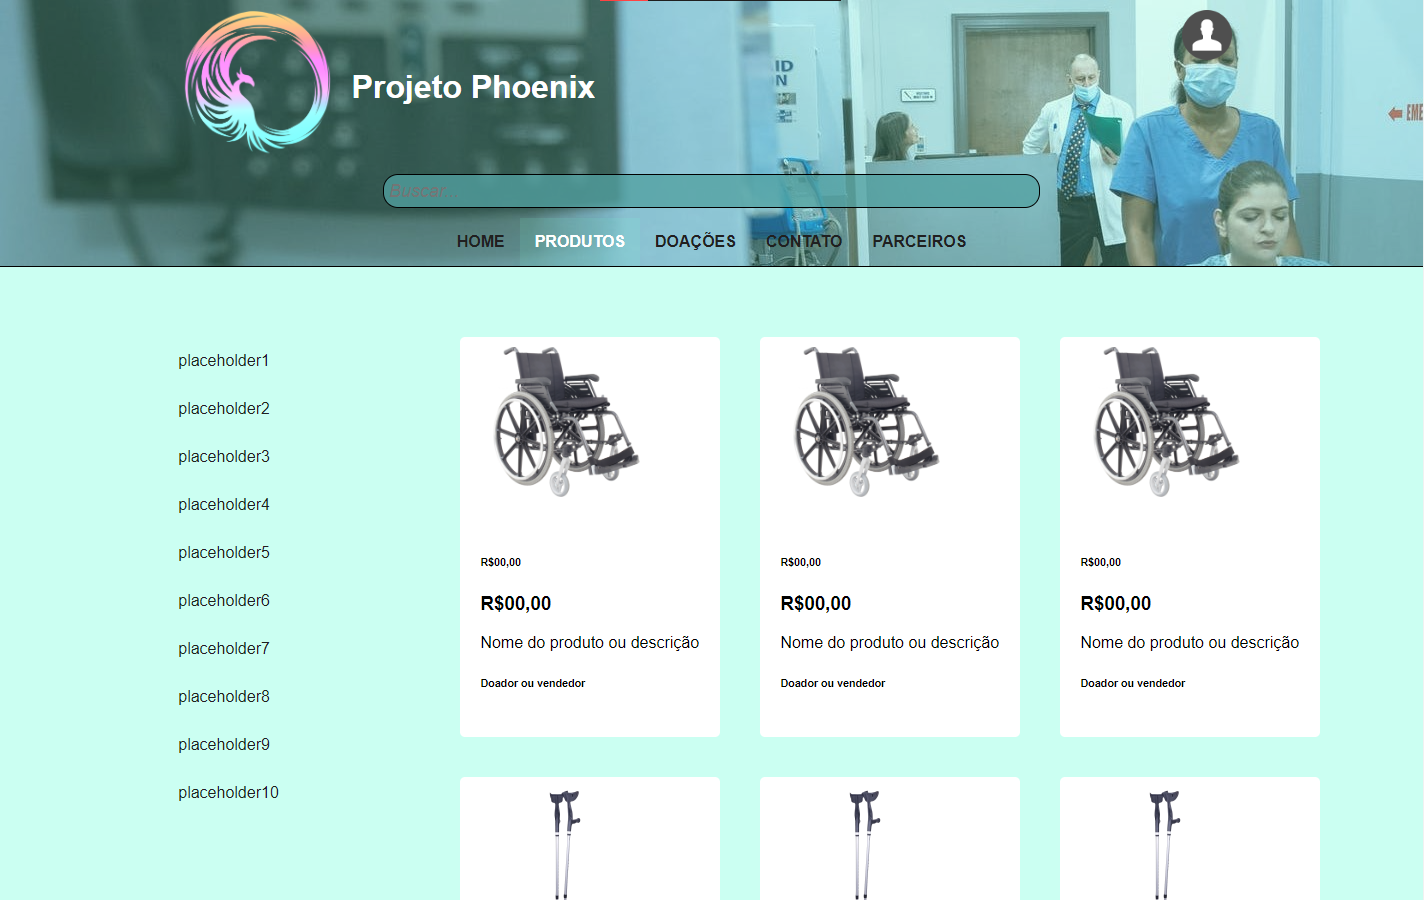 Projeto Phoenix
Buscar...
HOME PRODUTOS DOAÇÕES CONTATO PARCEIROS
placeholder1
placeholder2
placeholder3
placeholder4
placeholder5
placeholder6
placeholder7
placeholder8
placeholder9
placeholder10
R$00,00 R$00,00 R$00,00
R$00,00 R$00,00 R$00,00
Nome do produto ou descrição Nome do produto ou descrição Nome do produto ou descrição
Doador ou vendedor Doador ou vendedor Doador ou vendedor